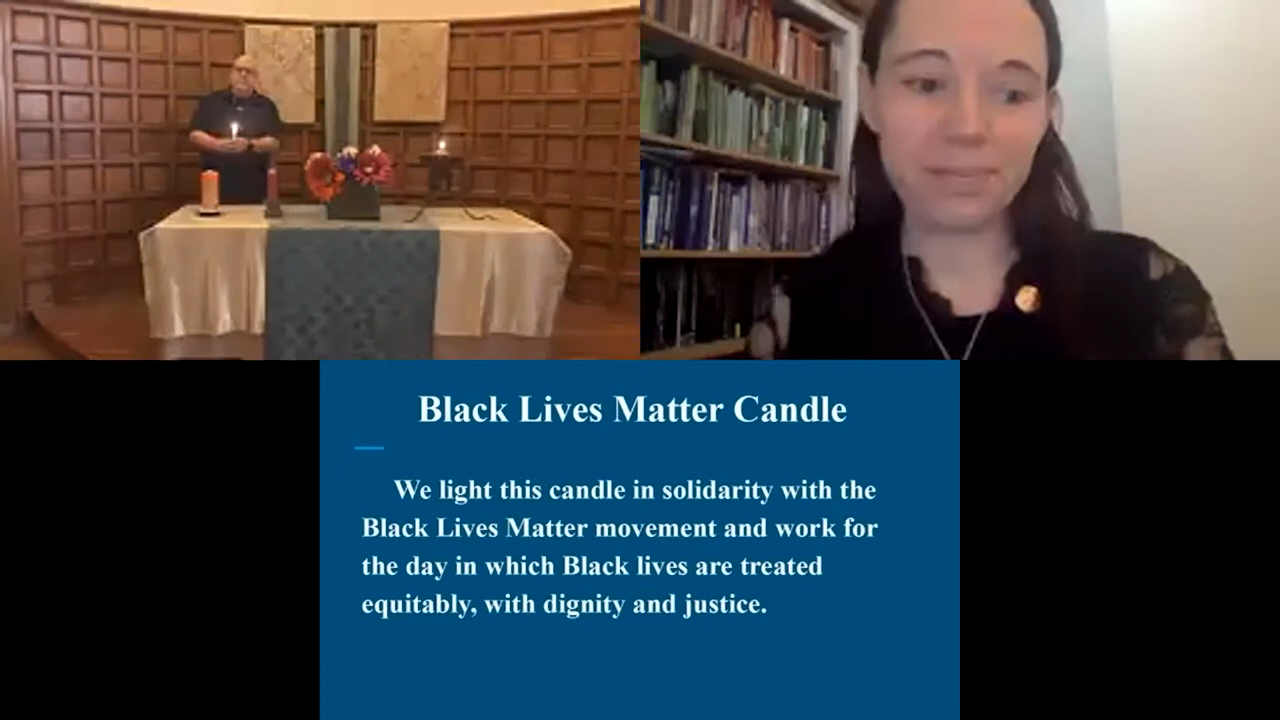 Black Lives Matter Candle
We light this candle in solidarity with the
Black Lives Matter movement and work for
the day in which Black lives are treated
equitably, with dignity and justice.